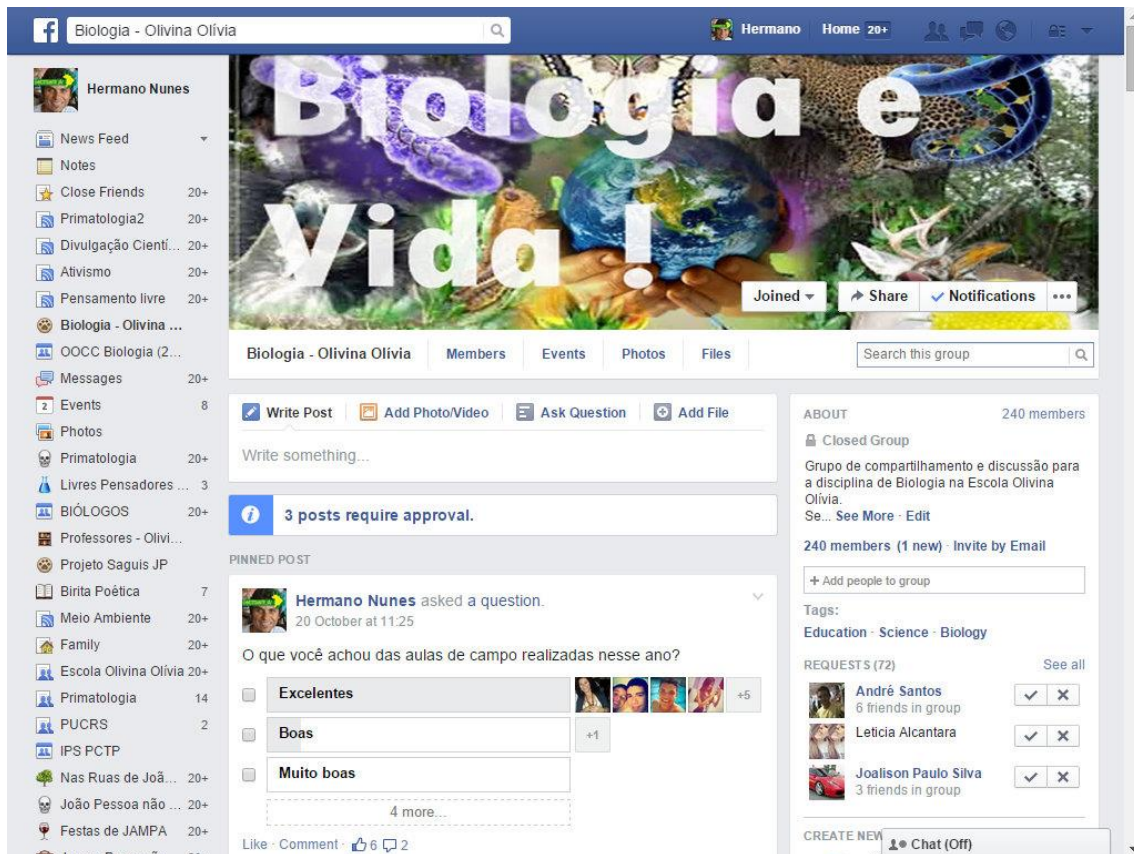 Biologia - Olivina Olívia
Hermano
Home 20+
Hermano Nunes
News Feed
Notes
Close Friends 20+
Primatologia2 20+
Divulgação Cientí... 20+
Ativismo 20+
Pensamento livre 20+
Biologia - Olivina ...
OOCC Biologia (2...
Messages 20+
Events 8
Photos
Primatologia 20+
Livres Pensadores ... 3
BIÓLOGOS 20+
Professores - Olivi...
Projeto Saguis JP
Birita Poética 7
Meio Ambiente 20+
Family 20+
Escola Olivina Olívia 20+
Primatologia 14
PUCRS 2
IPS PCTP
Nas Ruas de Joã... 20+
João Pessoa não ... 20+
Festas de JAMPA 20+
Biologia e
Vida !
Joined
Share
Notifications
Biologia - Olivina Olívia Members Events Photos Files
Search this group
Write Post Add Photo/Video Ask Question Add File
Write something...
3 posts require approval.
PINNED POST
Hermano Nunes asked a question.
20 October at 11:25
O que você achou das aulas de campo realizadas nesse ano?
Excelentes +5
Boas +1
Muito boas
4 more...
Like · Comment · 6 2
ABOUT 240 members
Closed Group
Grupo de compartilhamento e discussão para
a disciplina de Biologia na Escola Olivina
Olívia.
Se... See More · Edit
240 members (1 new) · Invite by Email
+ Add people to group
Tags:
Education · Science · Biology
REQUESTS (72) See all
André Santos
6 friends in group
Leticia Alcantara
Joalison Paulo Silva
3 friends in group
CREATE NEW
Chat (Off)